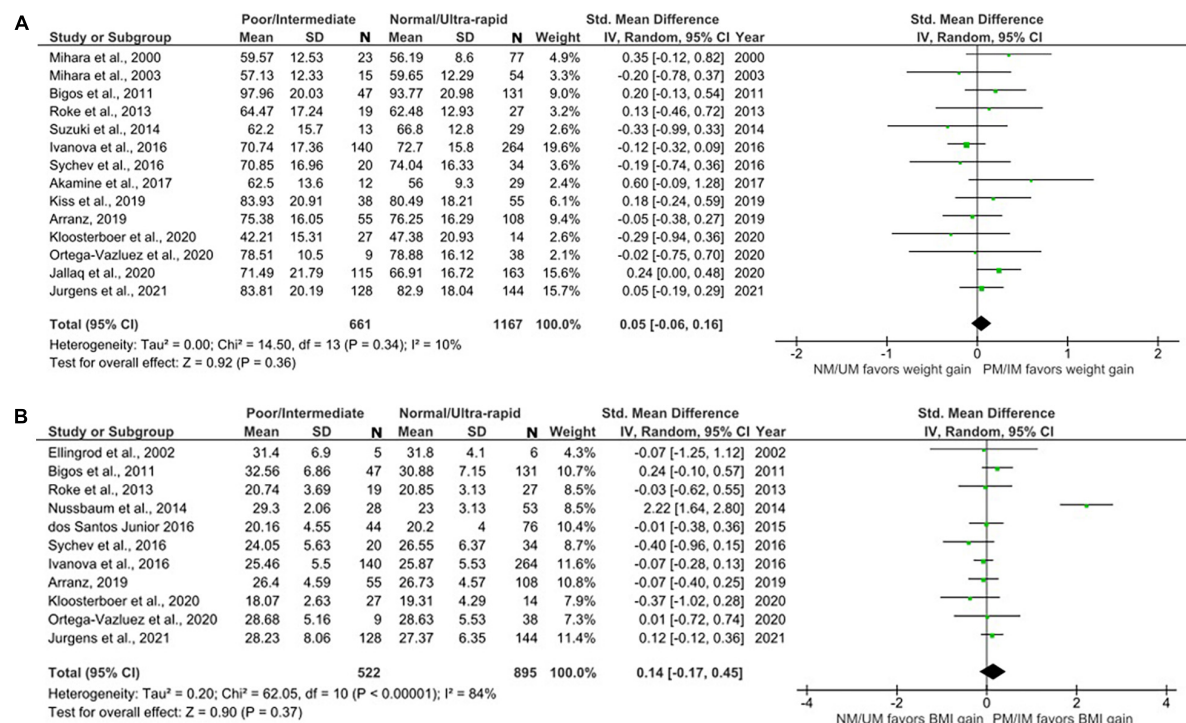 A
Poor/Intermediate Normal/Ultra-rapid Std. Mean Difference Std. Mean Difference
Study or Subgroup Mean SD N Mean SD N Weight IV, Random, 95% CI Year IV, Random, 95% CI
Mihara et al., 2000 59.57 12.53 23 56.19 8.6 77 4.9% 0.35 [-0.12, 0.82] 2000
Mihara et al., 2003 57.13 12.33 15 59.65 12.29 54 3.3% -0.20 [-0.78, 0.37] 2003
Bigos et al., 2011 97.96 20.03 47 93.77 20.98 131 9.0% 0.20 [-0.13, 0.54] 2011
Roke et al., 2013 64.47 17.24 19 62.48 12.93 27 3.2% 0.13 [-0.46, 0.72] 2013
Suzuki et al., 2014 62.2 15.7 13 66.8 12.8 29 2.6% -0.33 [-0.99, 0.33] 2014
Ivanova et al., 2016 70.74 17.36 140 72.7 15.8 264 19.6% -0.12 [-0.32, 0.09] 2016
Sychev et al., 2016 70.85 16.96 20 74.04 16.33 34 3.6% -0.19 [-0.74, 0.36] 2016
Akamine et al., 2017 62.5 13.6 12 56 9.3 29 2.4% 0.60 [-0.09, 1.28] 2017
Kiss et al., 2019 83.93 20.91 38 80.49 18.21 55 6.1% 0.18 [-0.24, 0.59] 2019
Arranz, 2019 75.38 16.05 55 76.25 16.29 108 9.4% -0.05 [-0.38, 0.27] 2019
Kloosterboer et al., 2020 42.21 15.31 27 47.38 20.93 14 2.6% -0.29 [-0.94, 0.36] 2020
Ortega-Vazluez et al., 2020 78.51 10.5 9 78.88 16.12 38 2.1% -0.02 [-0.75, 0.70] 2020
Jallaq et al., 2020 71.49 21.79 115 66.91 16.72 163 15.6% 0.24 [0.00, 0.48] 2020
Jurgens et al., 2021 83.81 20.19 128 82.9 18.04 144 15.7% 0.05 [-0.19, 0.29] 2021
Total (95% CI) 661 1167 100.0% 0.05 [-0.06, 0.16]
Heterogeneity: Tau² = 0.00; Chi² = 14.50, df = 13 (P = 0.34); I² = 10%
Test for overall effect: Z = 0.92 (P = 0.36)
-2 -1 0 1 2
NM/UM favors weight gain PM/IM favors weight gain
B
Poor/Intermediate Normal/Ultra-rapid Std. Mean Difference Std. Mean Difference
Study or Subgroup Mean SD N Mean SD N Weight IV, Random, 95% CI Year IV, Random, 95% CI
Ellingrod et al., 2002 31.4 6.9 5 31.8 4.1 6 4.3% -0.07 [-1.25, 1.12] 2002
Bigos et al., 2011 32.56 6.86 47 30.88 7.15 131 10.7% 0.24 [-0.10, 0.57] 2011
Roke et al., 2013 20.74 3.69 19 20.85 3.13 27 8.5% -0.03 [-0.62, 0.55] 2013
Nussbaum et al., 2014 29.3 2.06 28 23 3.13 53 8.5% 2.22 [1.64, 2.80] 2014
dos Santos Junior 2016 20.16 4.55 44 20.2 4 76 10.4% -0.01 [-0.38, 0.36] 2015
Sychev et al., 2016 24.05 5.63 20 26.55 6.37 34 8.7% -0.40 [-0.96, 0.15] 2016
Ivanova et al., 2016 25.46 5.5 140 25.87 5.53 264 11.6% -0.07 [-0.28, 0.13] 2016
Arranz, 2019 26.4 4.59 55 26.73 4.57 108 10.8% -0.07 [-0.40, 0.25] 2019
Kloosterboer et al., 2020 18.07 2.63 27 19.31 4.29 14 7.9% -0.37 [-1.02, 0.28] 2020
Ortega-Vazluez et al., 2020 28.68 5.16 9 28.63 5.53 38 7.3% 0.01 [-0.72, 0.74] 2020
Jurgens et al., 2021 28.23 8.06 128 27.37 6.35 144 11.4% 0.12 [-0.12, 0.36] 2021
Total (95% CI) 522 895 100.0% 0.14 [-0.17, 0.45]
Heterogeneity: Tau² = 0.20; Chi² = 62.05, df = 10 (P < 0.00001); I² = 84%
Test for overall effect: Z = 0.90 (P = 0.37)
-4 -2 0 2 4
NM/UM favors BMI gain PM/IM favors BMI gain